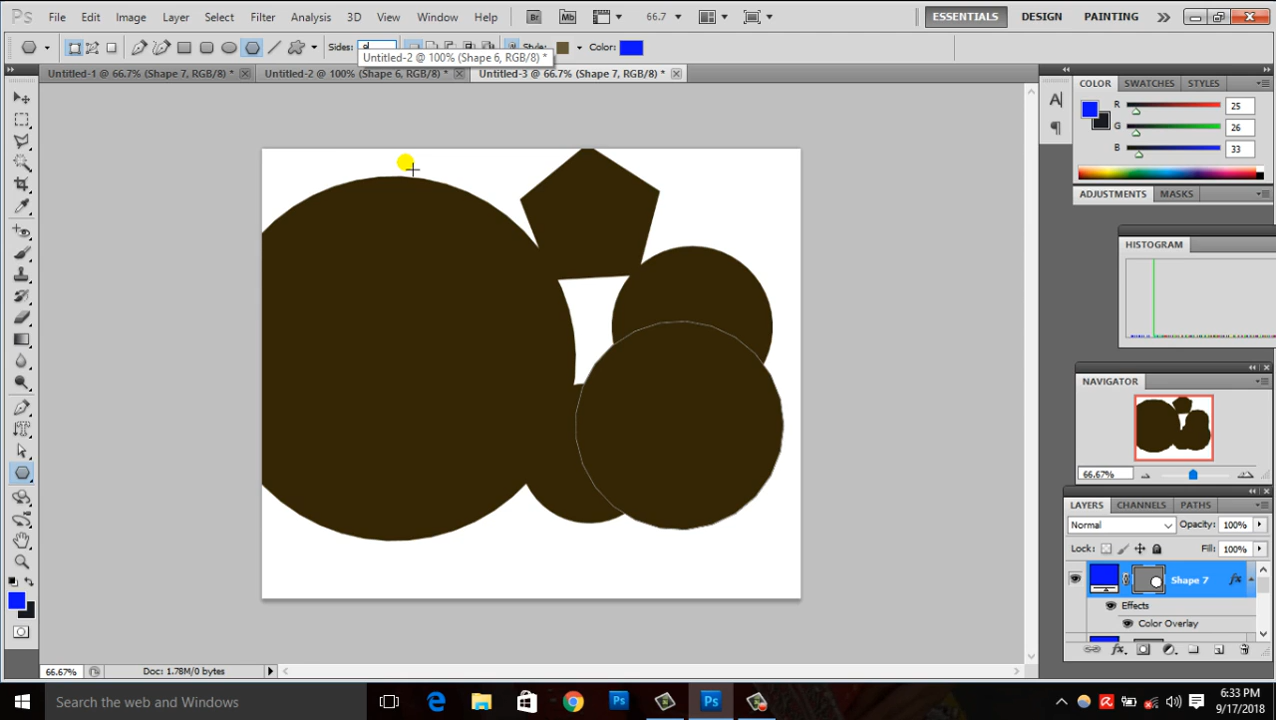 Ps File Edit Image Layer Select Filter Analysis 3D View Window Help Br Mb 66.7 ESSENTIALS DESIGN PAINTING
Sides: Style: Color:
Untitled-2 @ 100% (Shape 6, RGB/8) *
Untitled-1 @ 66.7% (Shape 7, RGB/8) * Untitled-2 @ 100% (Shape 6, RGB/8) * Untitled-3 @ 66.7% (Shape 7, RGB/8) *
COLOR SWATCHES STYLES
R 25
G 26
B 33
ADJUSTMENTS MASKS
HISTOGRAM
NAVIGATOR
66.67%
LAYERS CHANNELS PATHS
Normal Opacity: 100%
Lock: Fill: 100%
Shape 7 fx
Effects
Color Overlay
66.67% Doc: 1.78M/0 bytes
Search the web and Windows
Ps Ps
6:33 PM
9/17/2018